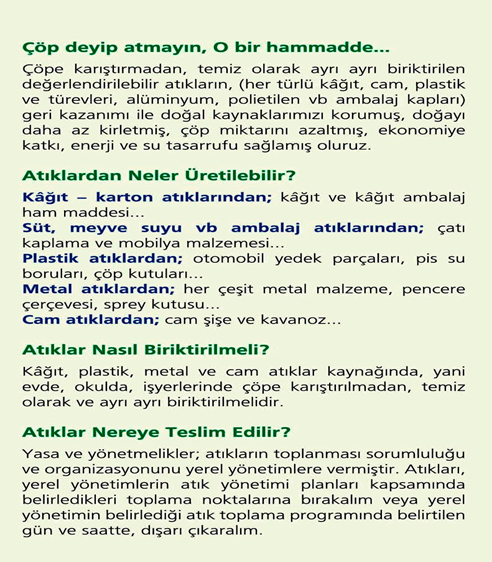 Çöp deyip atmayın, O bir hammadde...
Çöpe karıştırmadan, temiz olarak ayrı ayrı biriktirilen
değerlendirilebilir atıkların, (her türlü kâğıt, cam, plastik
ve türevleri, alüminyum, polietilen vb ambalaj kapları)
geri kazanımı ile doğal kaynaklarımızı korumuş, doğayı
daha az kirletmiş, çöp miktarını azaltmış, ekonomiye
katkı, enerji ve su tasarrufu sağlamış oluruz.
Atıklardan Neler Üretilebilir?
Kâğıt – karton atıklarından; kâğıt ve kâğıt ambalaj
ham maddesi...
Süt, meyve suyu vb ambalaj atıklarından; çatı
kaplama ve mobilya malzemesi...
Plastik atıklardan; otomobil yedek parçaları, pis su
boruları, çöp kutuları...
Metal atıklardan; her çeşit metal malzeme, pencere
çerçevesi, sprey kutusu...
Cam atıklardan; cam şişe ve kavanoz...
Atıklar Nasıl Biriktirilmeli?
Kâğıt, plastik, metal ve cam atıklar kaynağında, yani
evde, okulda, işyerlerinde çöpe karıştırılmadan, temiz
olarak ve ayrı ayrı biriktirilmelidir.
Atıklar Nereye Teslim Edilir?
Yasa ve yönetmelikler; atıkların toplanması sorumluluğu
ve organizasyonunu yerel yönetimlere vermiştir. Atıkları,
yerel yönetimlerin atık yönetimi planları kapsamında
belirledikleri toplama noktalarına bırakalım veya yerel
yönetimin belirlediği atık toplama programında belirtilen
gün ve saatte, dışarı çıkaralım.